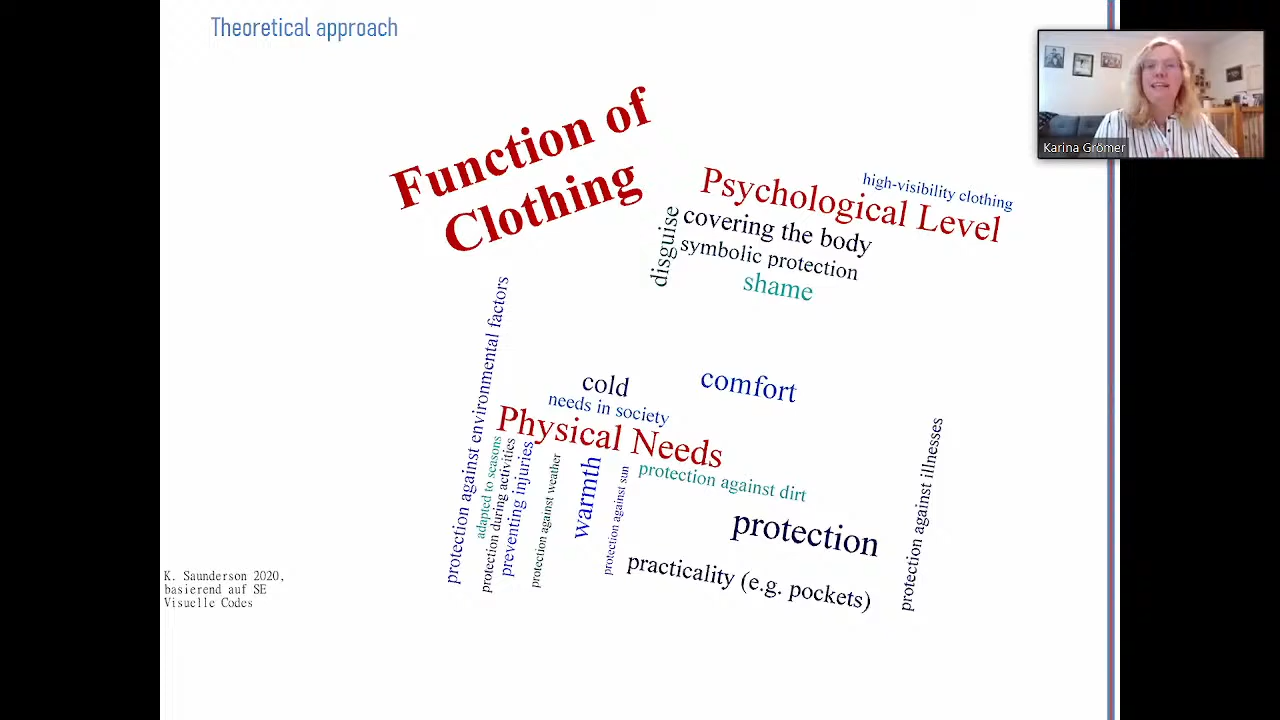 Theoretical approach
Karina Grömer
Function of
Clothing
high-visibility clothing
Psychological Level
covering the body
disguise
symbolic protection
shame
protection against environmental factors
cold
comfort
needs in society
Physical Needs
adapted to seasons
protection during activities
preventing injuries
protection against weather
warmth
protection against sun
protection against dirt
protection
practicality (e.g. pockets)
protection against illnesses
K. Saunderson 2020,
basierend auf SE
Visuelle Codes